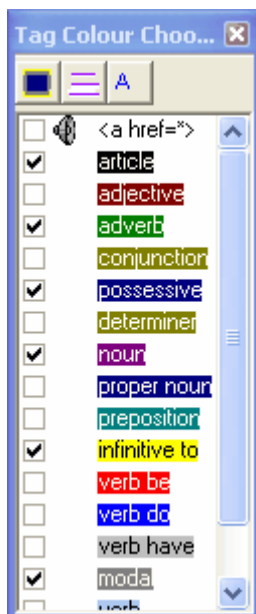 Tag Colour Choo...
A
<a href=*>
article
adjective
adverb
conjunction
possessive
determiner
noun
proper noun
preposition
infinitive to
verb be
verb do
verb have
modal
verb